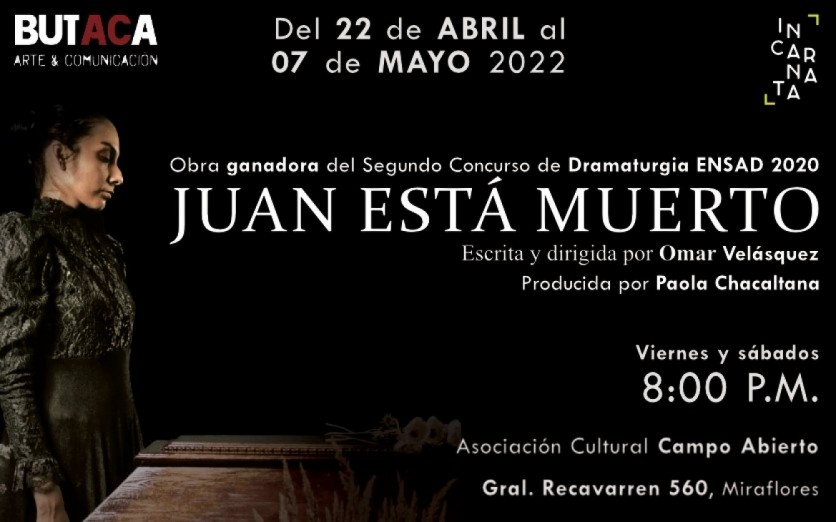 BUTACA
ARTE & COMUNICACIÓN
Del 22 de ABRIL al
07 de MAYO 2022
IN
CAR
NA
TA
Obra ganadora del Segundo Concurso de Dramaturgia ENSAD 2020
JUAN ESTÁ MUERTO
Escrita y dirigida por Omar Velásquez
Producida por Paola Chacaltana
Viernes y sábados
8:00 P.M.
Asociación Cultural Campo Abierto
Gral. Recavarren 560, Miraflores